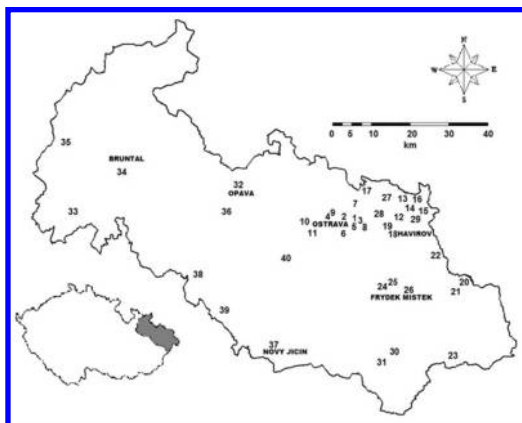 N
W E
S
0 5 10 20 30 40
km
35
BRUNTAL
34
32
OPAVA
33
36
17
7
27 13 16
14 15
9
4 2 1 28 12 29
10 OSTRAVA 3 19
5 8
11 6 18 HAVIROV
22
40
38
25 20
24 26 21
FRYDEK MISTEK
39
37
NOVY JICIN
30
31
23